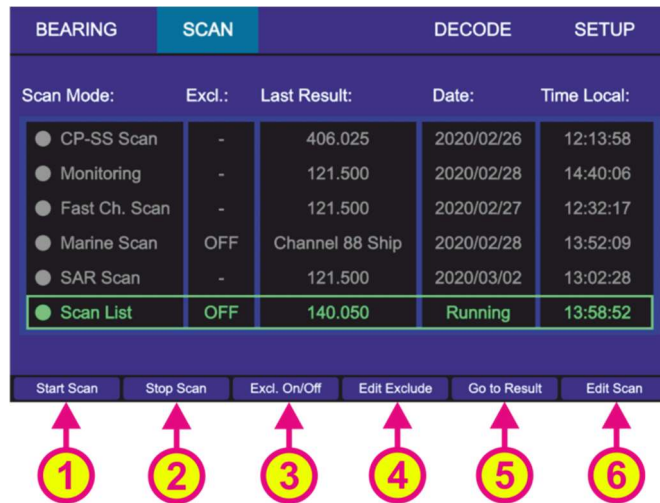 BEARING SCAN DECODE SETUP
Scan Mode: Excl.: Last Result: Date: Time Local:
CP-SS Scan - 406.025 2020/02/26 12:13:58
Monitoring - 121.500 2020/02/28 14:40:06
Fast Ch. Scan - 121.500 2020/02/27 12:32:17
Marine Scan OFF Channel 88 Ship 2020/02/28 13:52:09
SAR Scan - 121.500 2020/03/02 13:02:28
Scan List OFF 140.050 Running 13:58:52
Start Scan Stop Scan Excl. On/Off Edit Exclude Go to Result Edit Scan
1 2 3 4 5 6